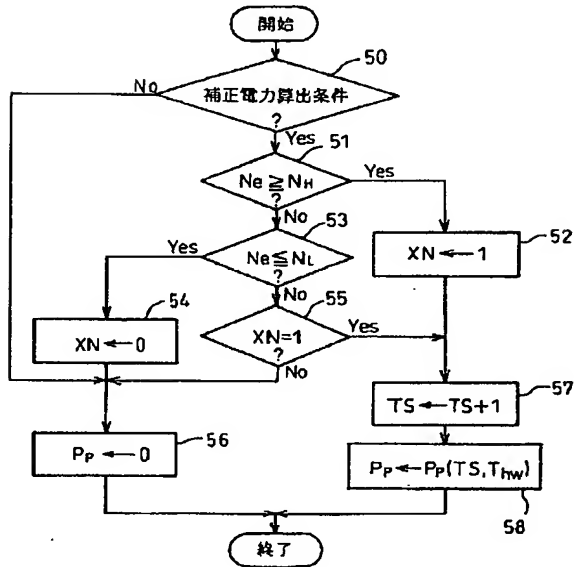 開始
50
No
補正電力算出条件
?
Yes
51
Ne≧NH
?
Yes
No
53
52
Yes
Ne≦NL
?
XN←1
No
54
55
XN←0
XN=1
?
Yes
No
57
TS←TS+1
56
PP←0
PP←PP(TS,Thw)
58
終了